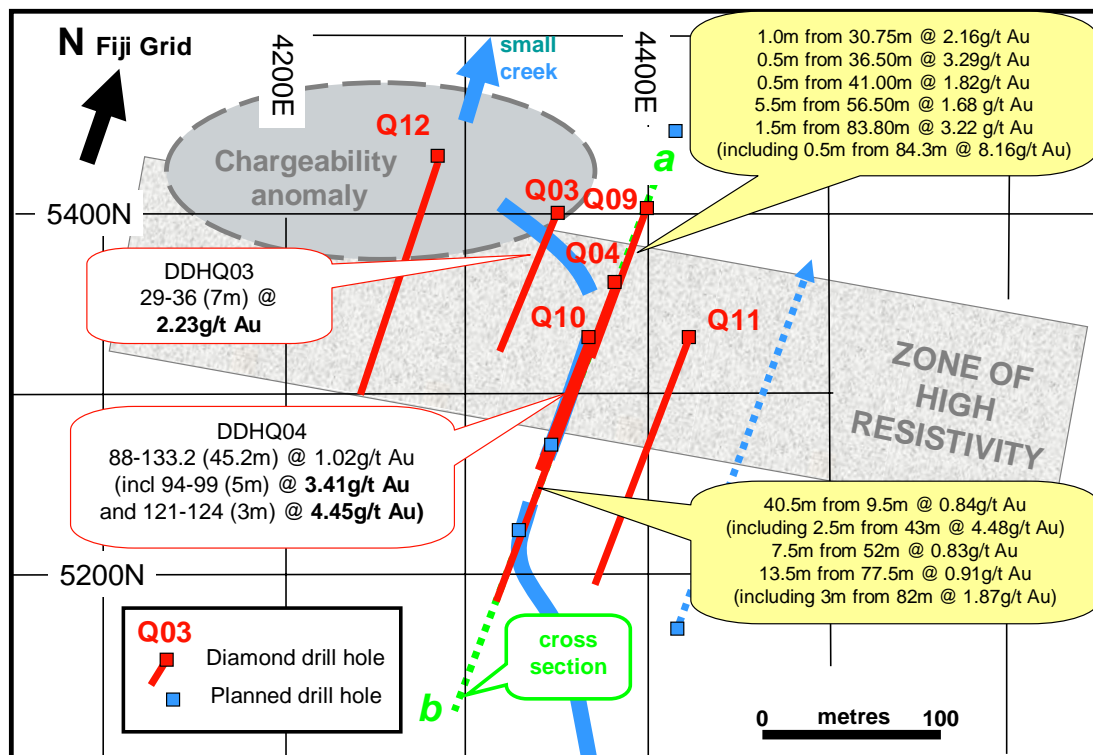 N Fiji Grid
4200E
small
creek
4400E
1.0m from 30.75m @ 2.16g/t Au
0.5m from 36.50m @ 3.29g/t Au
0.5m from 41.00m @ 1.82g/t Au
5.5m from 56.50m @ 1.68 g/t Au
1.5m from 83.80m @ 3.22 g/t Au
(including 0.5m from 84.3m @ 8.16g/t Au)
Q12
Chargeability
anomaly
a
Q03
Q09
5400N
Q04
DDHQ03
29-36 (7m) @
2.23g/t Au
Q10
Q11
ZONE OF
HIGH
RESISTIVITY
DDHQ04
88-133.2 (45.2m) @ 1.02g/t Au
(incl 94-99 (5m) @ 3.41g/t Au
and 121-124 (3m) @ 4.45g/t Au)
40.5m from 9.5m @ 0.84g/t Au
(including 2.5m from 43m @ 4.48g/t Au)
7.5m from 52m @ 0.83g/t Au
13.5m from 77.5m @ 0.91g/t Au
(including 3m from 82m @ 1.87g/t Au)
5200N
Q03
Diamond drill hole
Planned drill hole
cross
section
b
0 metres 100